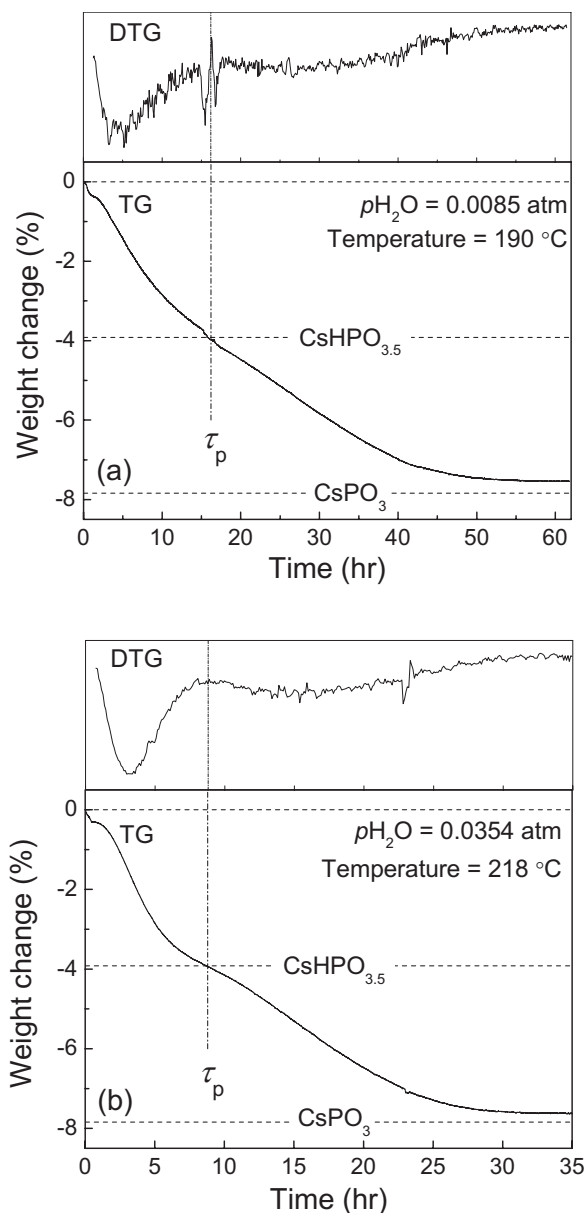 DTG
0
TG
pH₂O = 0.0085 atm
Temperature = 190 °C
-2
Weight change (%)
-4
CsHPO₃.₅
-6
τₚ
(a)
CsPO₃
-8
0 10 20 30 40 50 60
Time (hr)
DTG
0
TG
pH₂O = 0.0354 atm
Temperature = 218 °C
-2
Weight change (%)
-4
CsHPO₃.₅
-6
τₚ
(b)
CsPO₃
-8
0 5 10 15 20 25 30 35
Time (hr)